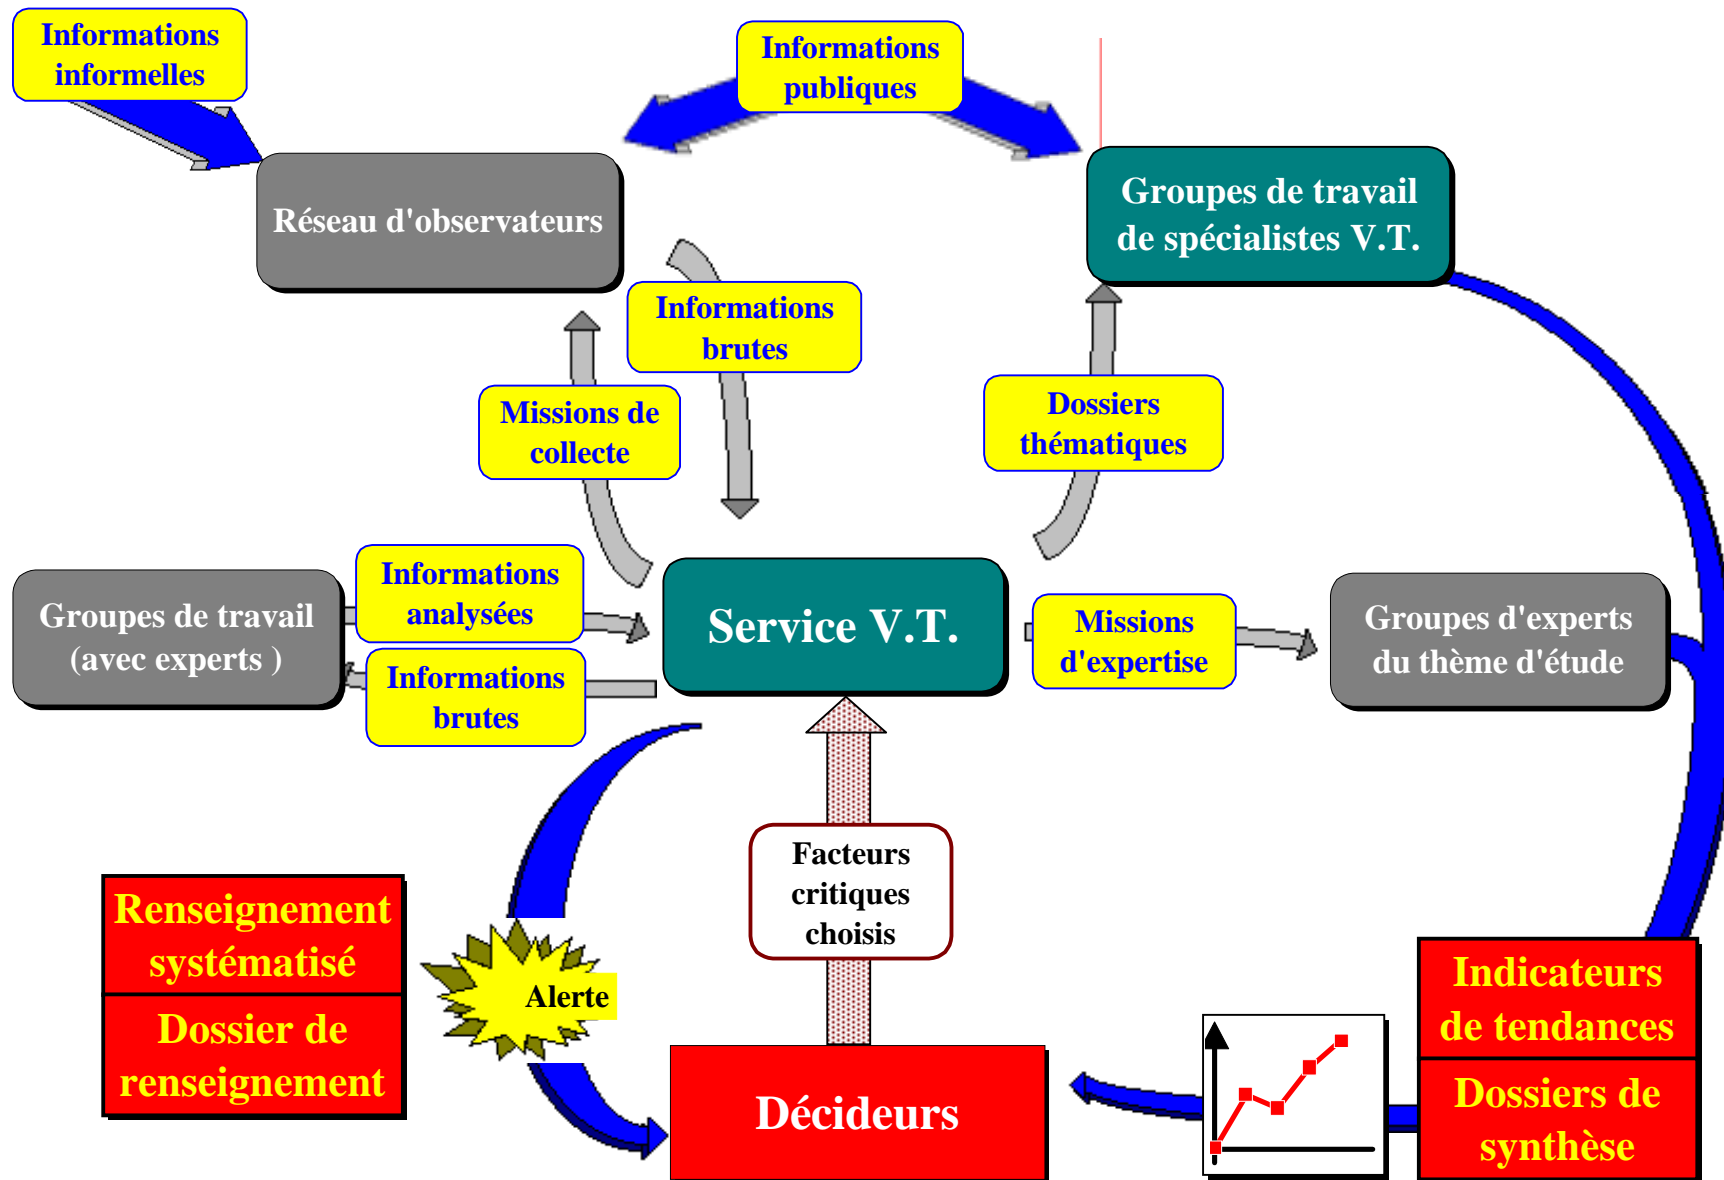 Informations
informelles
Informations
publiques
Réseau d'observateurs
Groupes de travail
de spécialistes V.T.
Informations
brutes
Missions de
collecte
Dossiers
thématiques
Groupes de travail
(avec experts )
Informations
analysées
Informations
brutes
Service V.T.
Missions
d'expertise
Groupes d'experts
du thème d'étude
Facteurs
critiques
choisis
Renseignement
systématisé
Dossier de
renseignement
Alerte
Décideurs
Indicateurs
de tendances
Dossiers de
synthèse